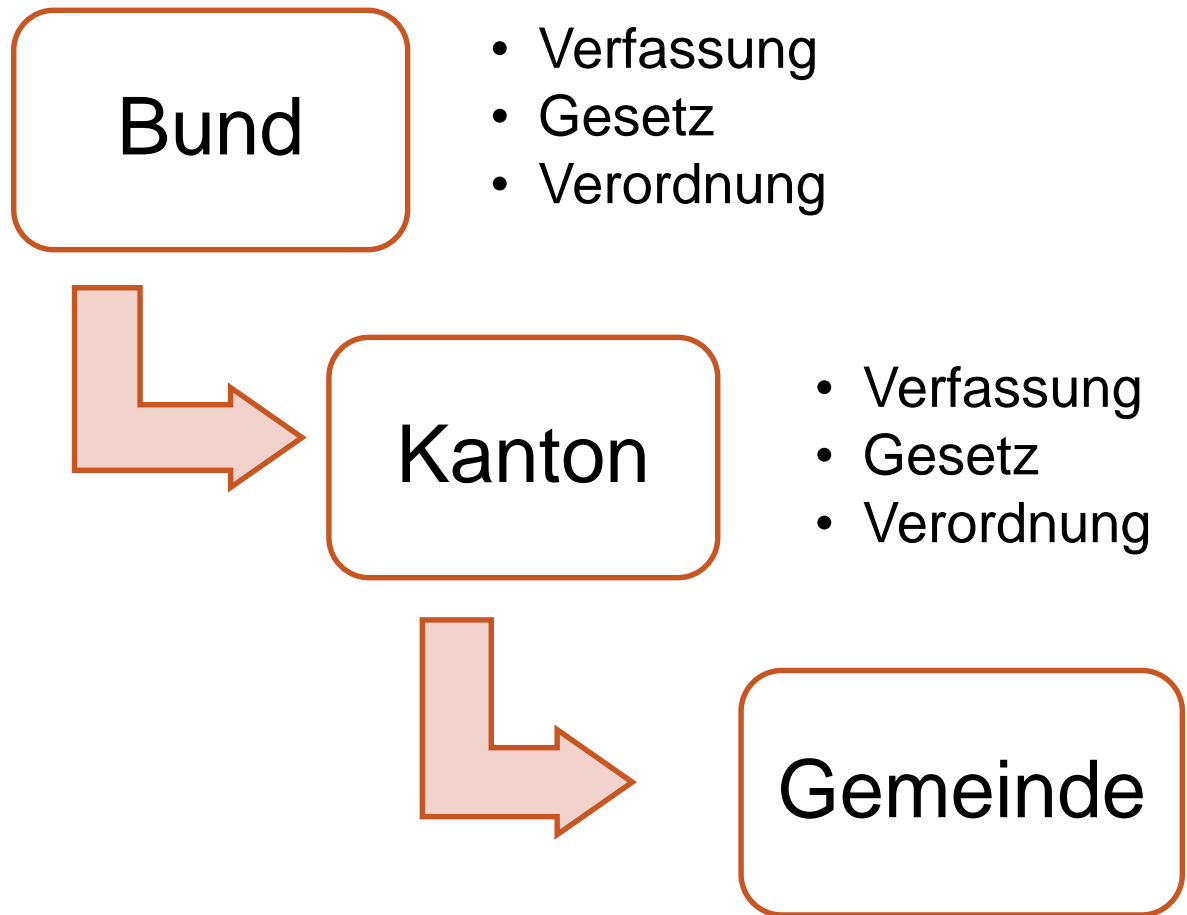 Bund
• Verfassung
• Gesetz
• Verordnung
Kanton
• Verfassung
• Gesetz
• Verordnung
Gemeinde